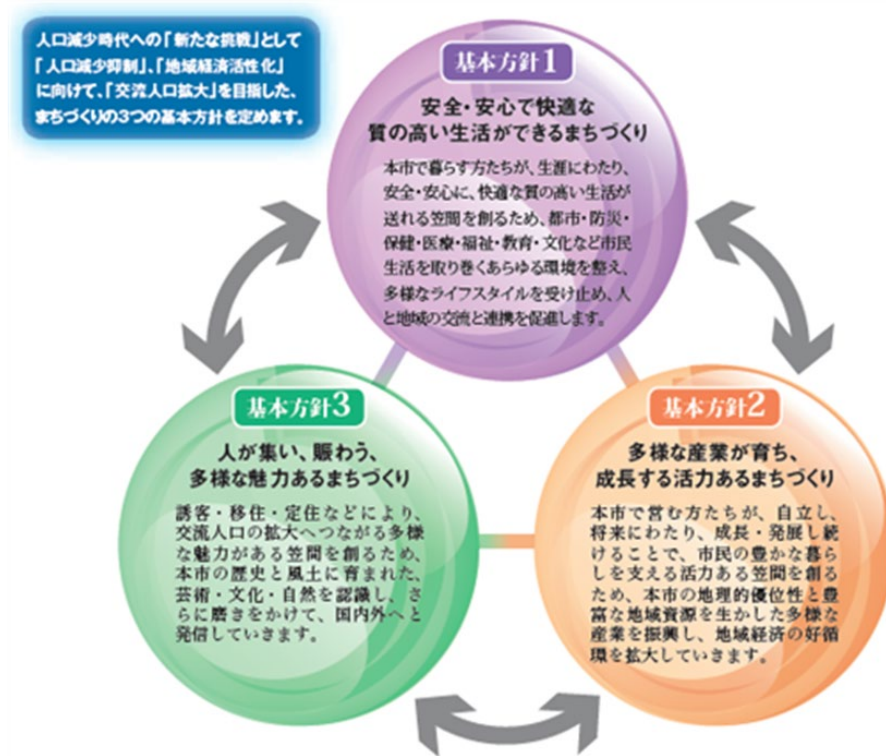 人口減少時代への「新たな挑戦」として
「人口減少抑制」、「地域経済活性化」
に向けて、「交流人口拡大」を目指した、
まちづくりの3つの基本方針を定めます。
基本方針1
安全・安心で快適な
質の高い生活ができるまちづくり
本市で暮らす方たちが、生涯にわたり、
安全・安心に、快適な質の高い生活が
送れる笠間を創るため、都市・防災・
保健・医療・福祉・教育・文化など市民
生活を取り巻くあらゆる環境を整え、
多様なライフスタイルを受け止め、人
と地域の交流と連携を促進します。
基本方針2
多様な産業が育ち、
成長する活力あるまちづくり
本市で営む方たちが、自立し、
将来にわたり、成長・発展し続
けることで、市民の豊かな暮ら
しを支える活力ある笠間を創る
ため、本市の地理的優位性と豊
富な地域資源を生かした多様な
産業を振興し、地域経済の好循
環を拡大していきます。
基本方針3
人が集い、賑わう、
多様な魅力あるまちづくり
誘客・移住・定住などにより、
交流人口の拡大へつながる多様
な魅力がある笠間を創るため、
本市の歴史と風土に育まれた、
芸術・文化・自然を認識し、さ
らに磨きをかけて、国内外へと
発信していきます。